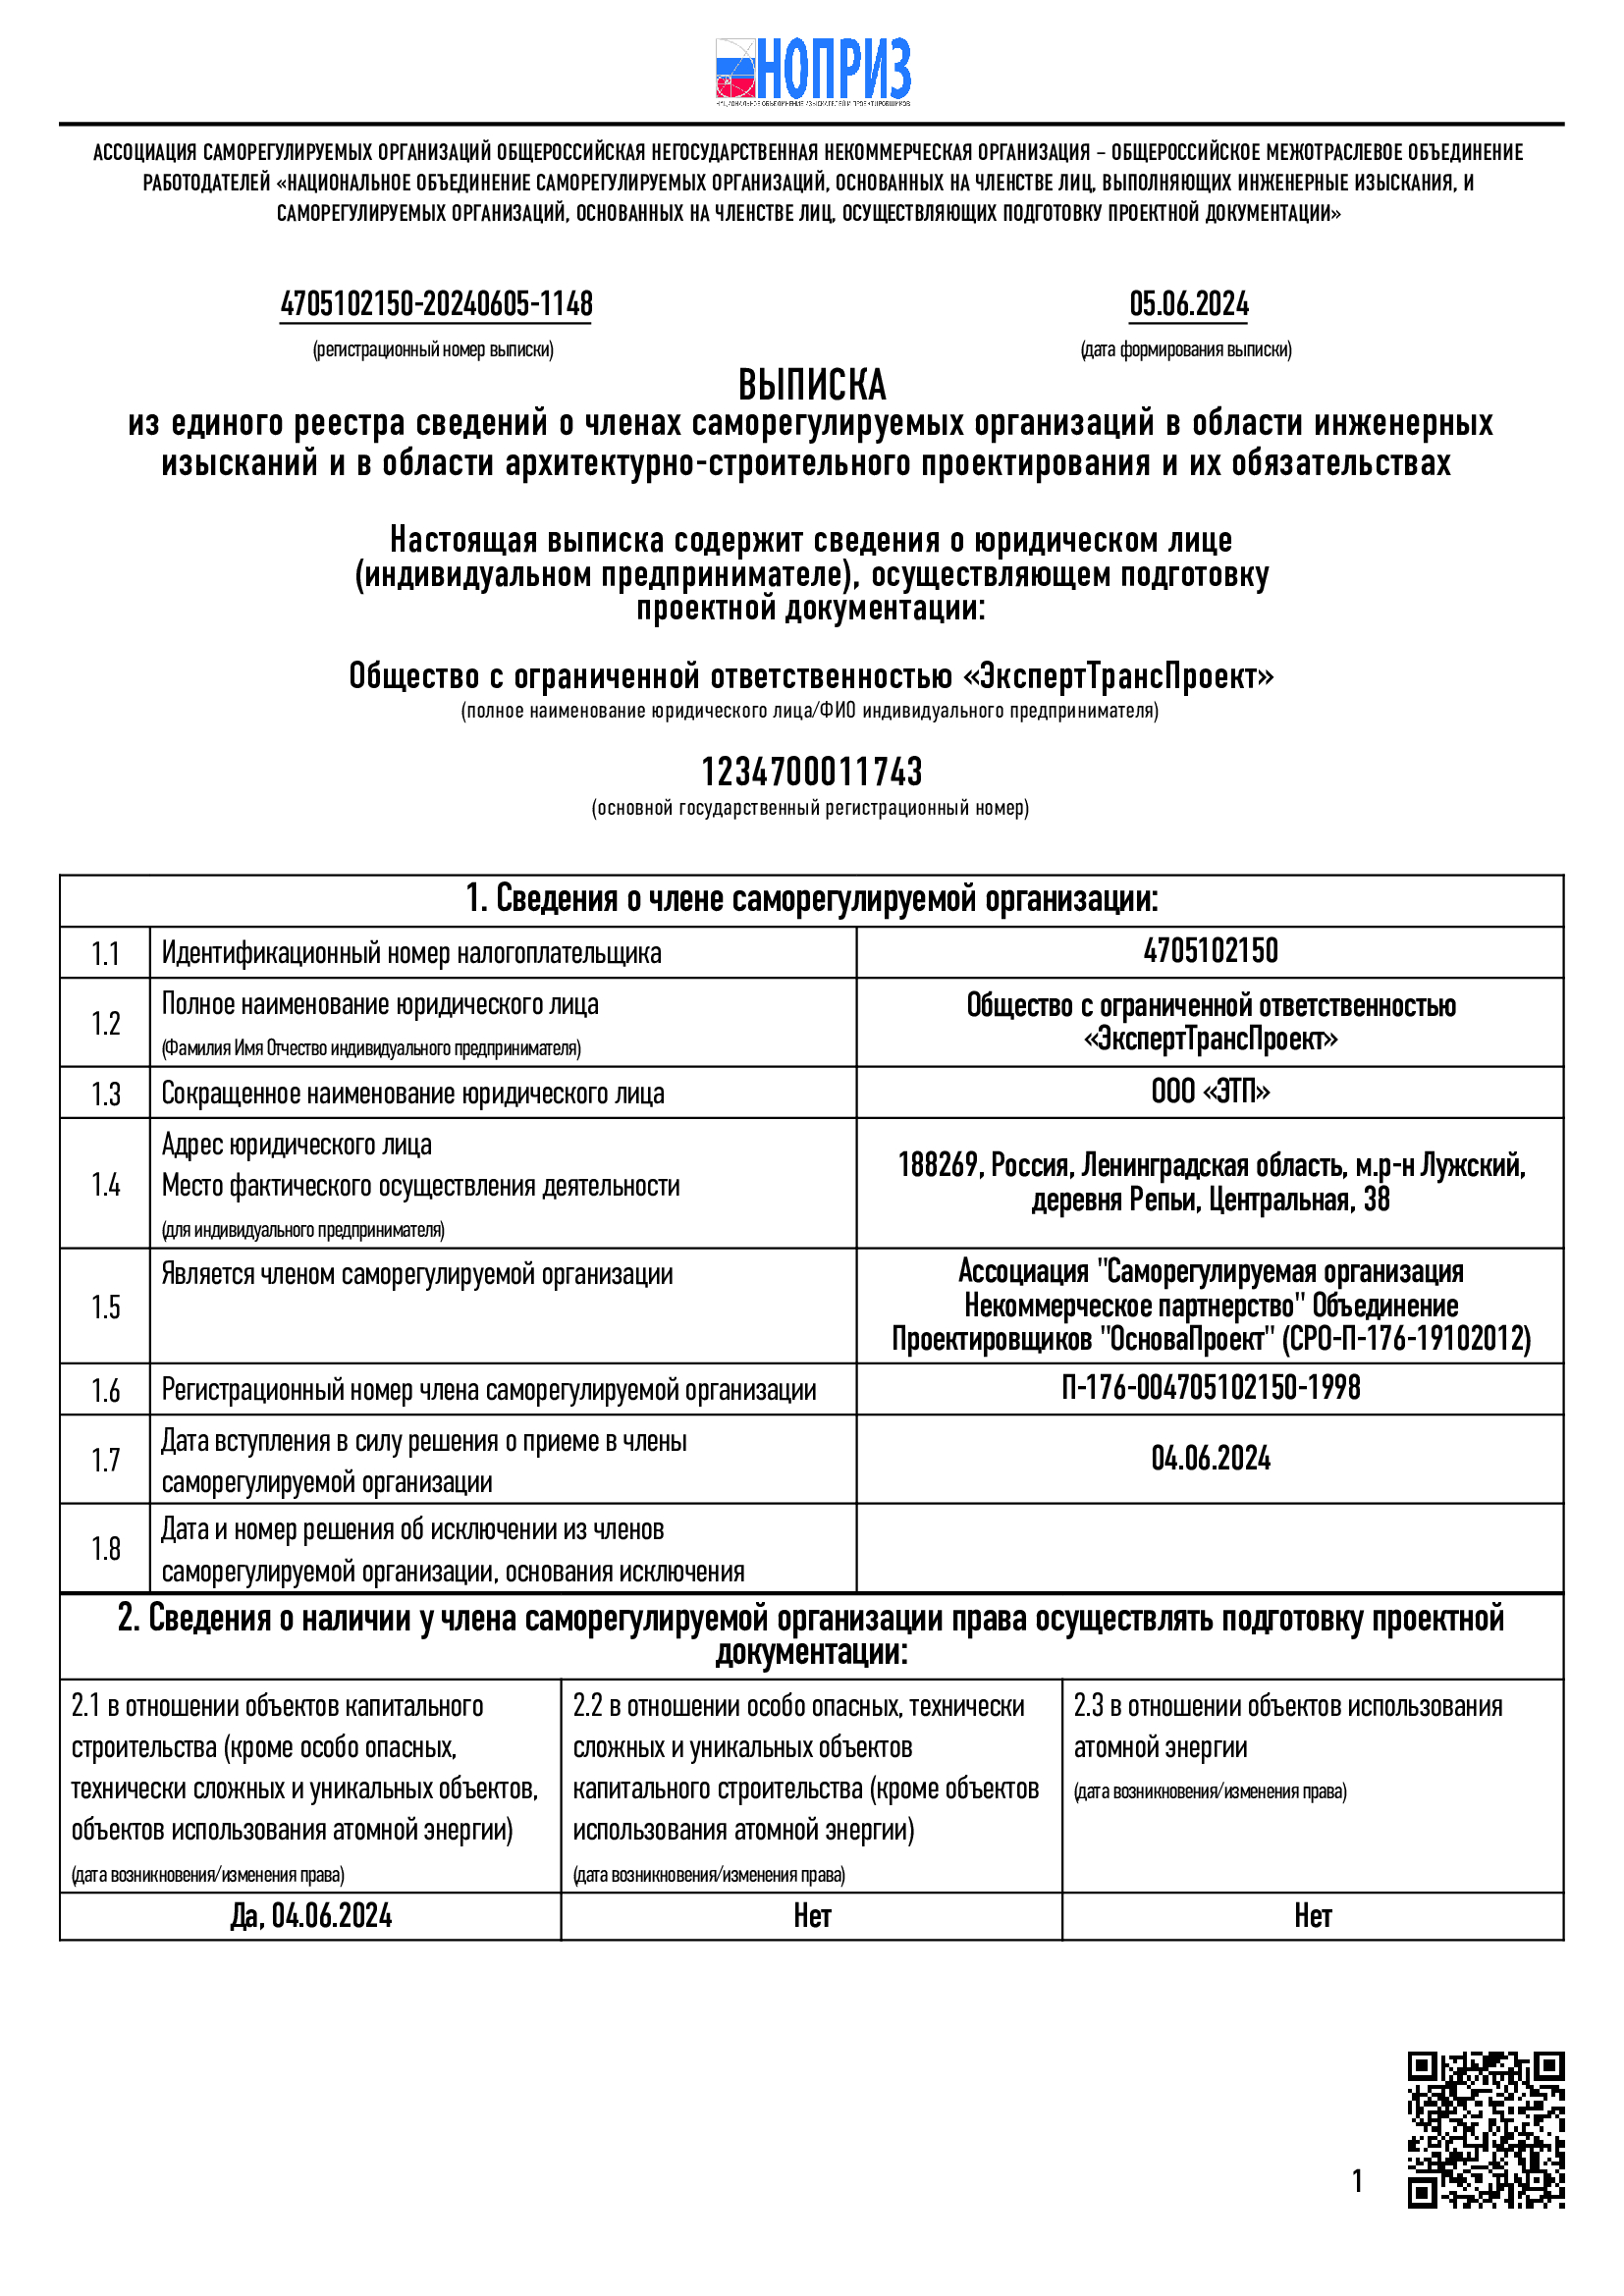 НОПРИЗ
НАЦИОНАЛЬНОЕ ОБЪЕДИНЕНИЕ ИЗЫСКАТЕЛЕЙ И ПРОЕКТИРОВЩИКОВ
АССОЦИАЦИЯ САМОРЕГУЛИРУЕМЫХ ОРГАНИЗАЦИЙ ОБЩЕРОССИЙСКАЯ НЕГОСУДАРСТВЕННАЯ НЕКОММЕРЧЕСКАЯ ОРГАНИЗАЦИЯ – ОБЩЕРОССИЙСКОЕ МЕЖОТРАСЛЕВОЕ ОБЪЕДИНЕНИЕ
РАБОТОДАТЕЛЕЙ «НАЦИОНАЛЬНОЕ ОБЪЕДИНЕНИЕ САМОРЕГУЛИРУЕМЫХ ОРГАНИЗАЦИЙ, ОСНОВАННЫХ НА ЧЛЕНСТВЕ ЛИЦ, ВЫПОЛНЯЮЩИХ ИНЖЕНЕРНЫЕ ИЗЫСКАНИЯ, И
САМОРЕГУЛИРУЕМЫХ ОРГАНИЗАЦИЙ, ОСНОВАННЫХ НА ЧЛЕНСТВЕ ЛИЦ, ОСУЩЕСТВЛЯЮЩИХ ПОДГОТОВКУ ПРОЕКТНОЙ ДОКУМЕНТАЦИИ»
4705102150-20240605-1148
(регистрационный номер выписки)
05.06.2024
(дата формирования выписки)
ВЫПИСКА
из единого реестра сведений о членах саморегулируемых организаций в области инженерных
изысканий и в области архитектурно-строительного проектирования и их обязательствах
Настоящая выписка содержит сведения о юридическом лице
(индивидуальном предпринимателе), осуществляющем подготовку
проектной документации:
Общество с ограниченной ответственностью «ЭкспертТрансПроект»
(полное наименование юридического лица/ФИО индивидуального предпринимателя)
1234700011743
(основной государственный регистрационный номер)
1. Сведения о члене саморегулируемой организации:
1.1
Идентификационный номер налогоплательщика
4705102150
1.2
Полное наименование юридического лица
(Фамилия Имя Отчество индивидуального предпринимателя)
Общество с ограниченной ответственностью
«ЭкспертТрансПроект»
1.3
Сокращенное наименование юридического лица
ООО «ЭТП»
1.4
Адрес юридического лица
Место фактического осуществления деятельности
(для индивидуального предпринимателя)
188269, Россия, Ленинградская область, м.р-н Лужский,
деревня Репьи, Центральная, 38
1.5
Является членом саморегулируемой организации
Ассоциация "Саморегулируемая организация
Некоммерческое партнерство" Объединение
Проектировщиков "ОсноваПроект" (СРО-П-176-19102012)
1.6
Регистрационный номер члена саморегулируемой организации
П-176-004705102150-1998
1.7
Дата вступления в силу решения о приеме в члены
саморегулируемой организации
04.06.2024
1.8
Дата и номер решения об исключении из членов
саморегулируемой организации, основания исключения
2. Сведения о наличии у члена саморегулируемой организации права осуществлять подготовку проектной
документации:
2.1 в отношении объектов капитального
строительства (кроме особо опасных,
технически сложных и уникальных объектов,
объектов использования атомной энергии)
(дата возникновения/изменения права)
2.2 в отношении особо опасных, технически
сложных и уникальных объектов
капитального строительства (кроме объектов
использования атомной энергии)
(дата возникновения/изменения права)
2.3 в отношении объектов использования
атомной энергии
(дата возникновения/изменения права)
Да, 04.06.2024
Нет
Нет
1